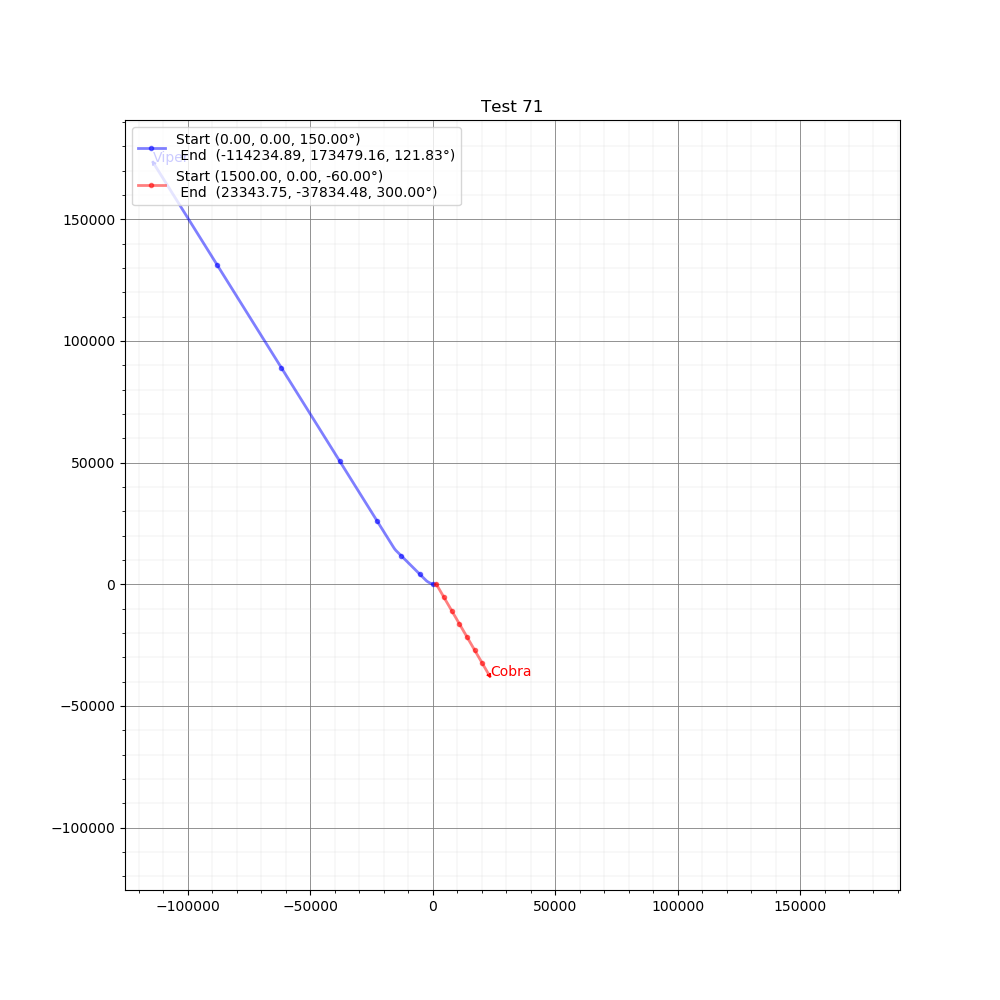 Test 71
Start (0.00, 0.00, 150.00°)
End  (-114234.89, 173479.16, 121.83°)
Start (1500.00, 0.00, -60.00°)
End  (23343.75, -37834.48, 300.00°)
Viper
150000
100000
50000
0
Cobra
−50000
−100000
−100000 −50000 0 50000 100000 150000